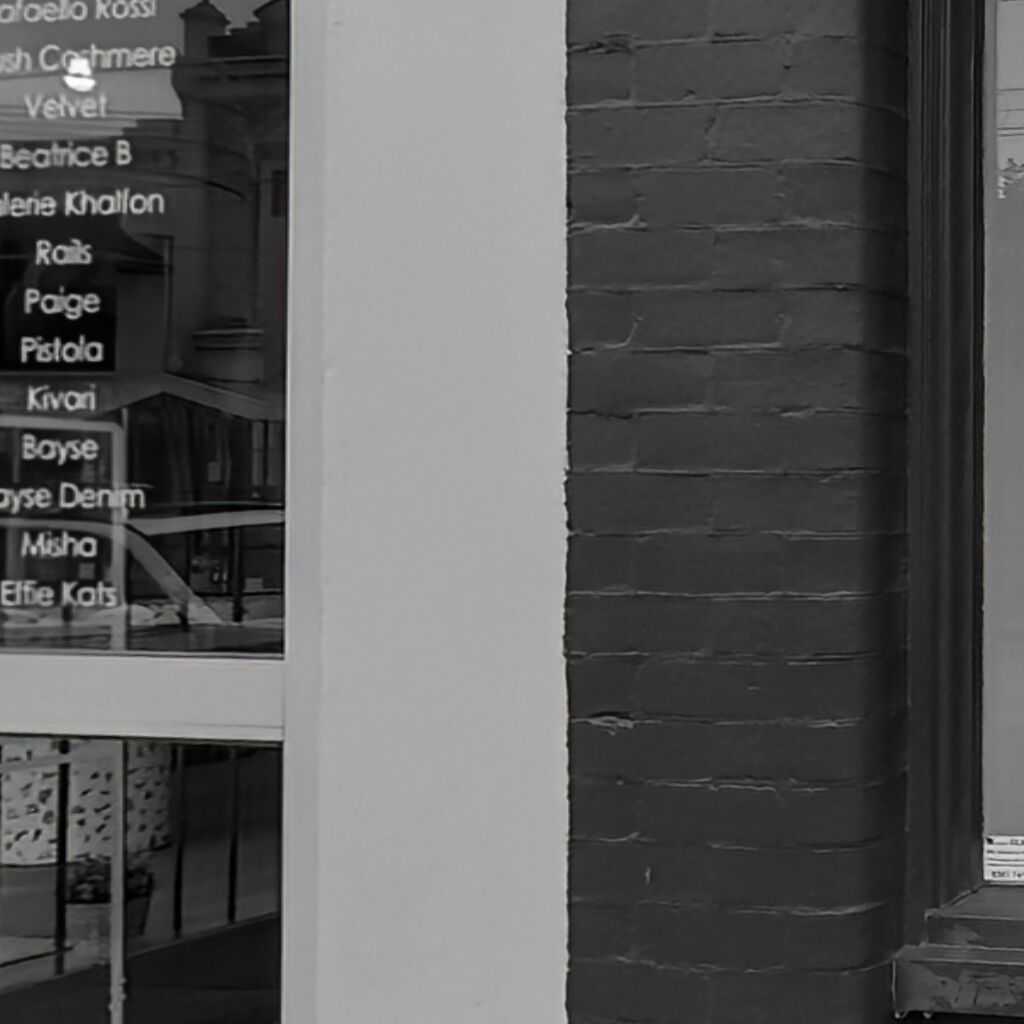 afaello Rossi
ush Cashmere
Velvet
Beatrice B
alerie Khalfon
Rails
Paige
Pistola
Kivari
Bayse
ayse Denim
Misha
Elfie Kats